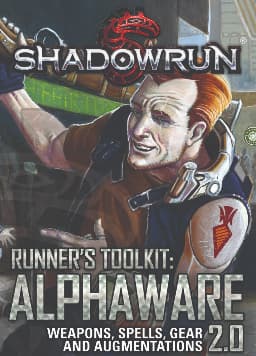 SHADOWRUN
RUNNER'S TOOLKIT:
ALPHAWARE
WEAPONS, SPELLS, GEAR
AND AUGMENTATIONS 2.0